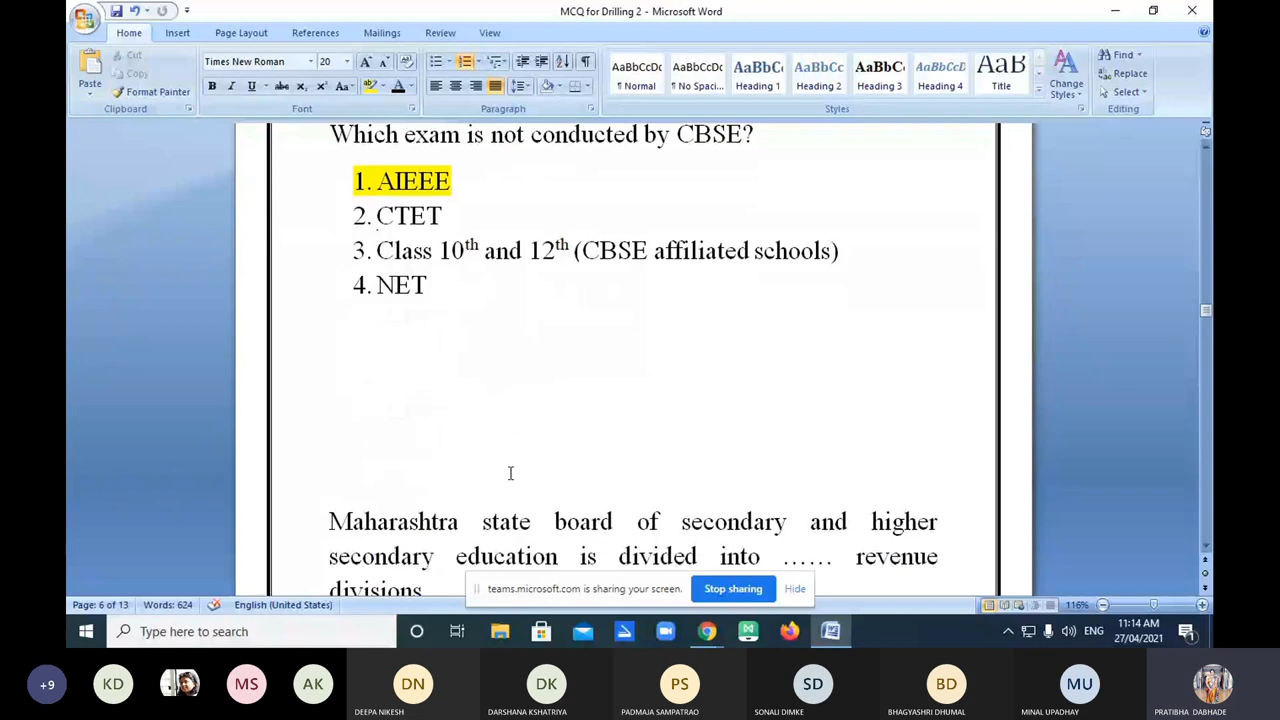 MCQ for Drilling 2 - Microsoft Word
Home Insert Page Layout References Mailings Review View
Cut
Copy
Format Painter
Paste
Clipboard
Times New Roman 20
B I U abc X₂ X² Aa A
Font
Paragraph
AaBbCcDc AaBbCcDc AaBbC AaBbCc AaBbCc AaBbCc AaB
¶ Normal ¶ No Spaci... Heading 1 Heading 2 Heading 3 Heading 4 Title
Change Styles
Styles
Find
Replace
Select
Editing
Which exam is not conducted by CBSE?
1. AIEEE
2. CTET
3. Class 10th and 12th (CBSE affiliated schools)
4. NET
Maharashtra state board of secondary and higher
secondary education is divided into …… revenue
divisions
teams.microsoft.com is sharing your screen. Stop sharing Hide
Page: 6 of 13 Words: 624 English (United States) 116%
Type here to search
ENG
11:14 AM
27/04/2021
1
+9 KD MS AK DN DK PS SD BD MU
DEEPA NIKESH DARSHANA KSHATRIYA PADMAJA SAMPATRAO SONALI DIMKE BHAGYASHRI DHUMAL MINAL UPADHAY PRATIBHA DABHADE